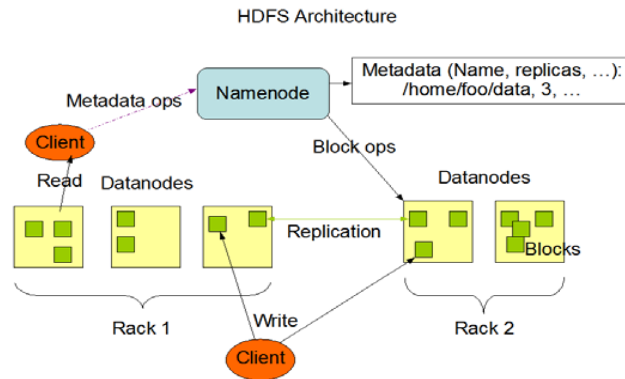 HDFS Architecture
Metadata (Name, replicas, …):
/home/foo/data, 3, …
Namenode
Metadata ops
Client
Block ops
Read
Datanodes
Datanodes
Replication
Blocks
Rack 1
Write
Rack 2
Client